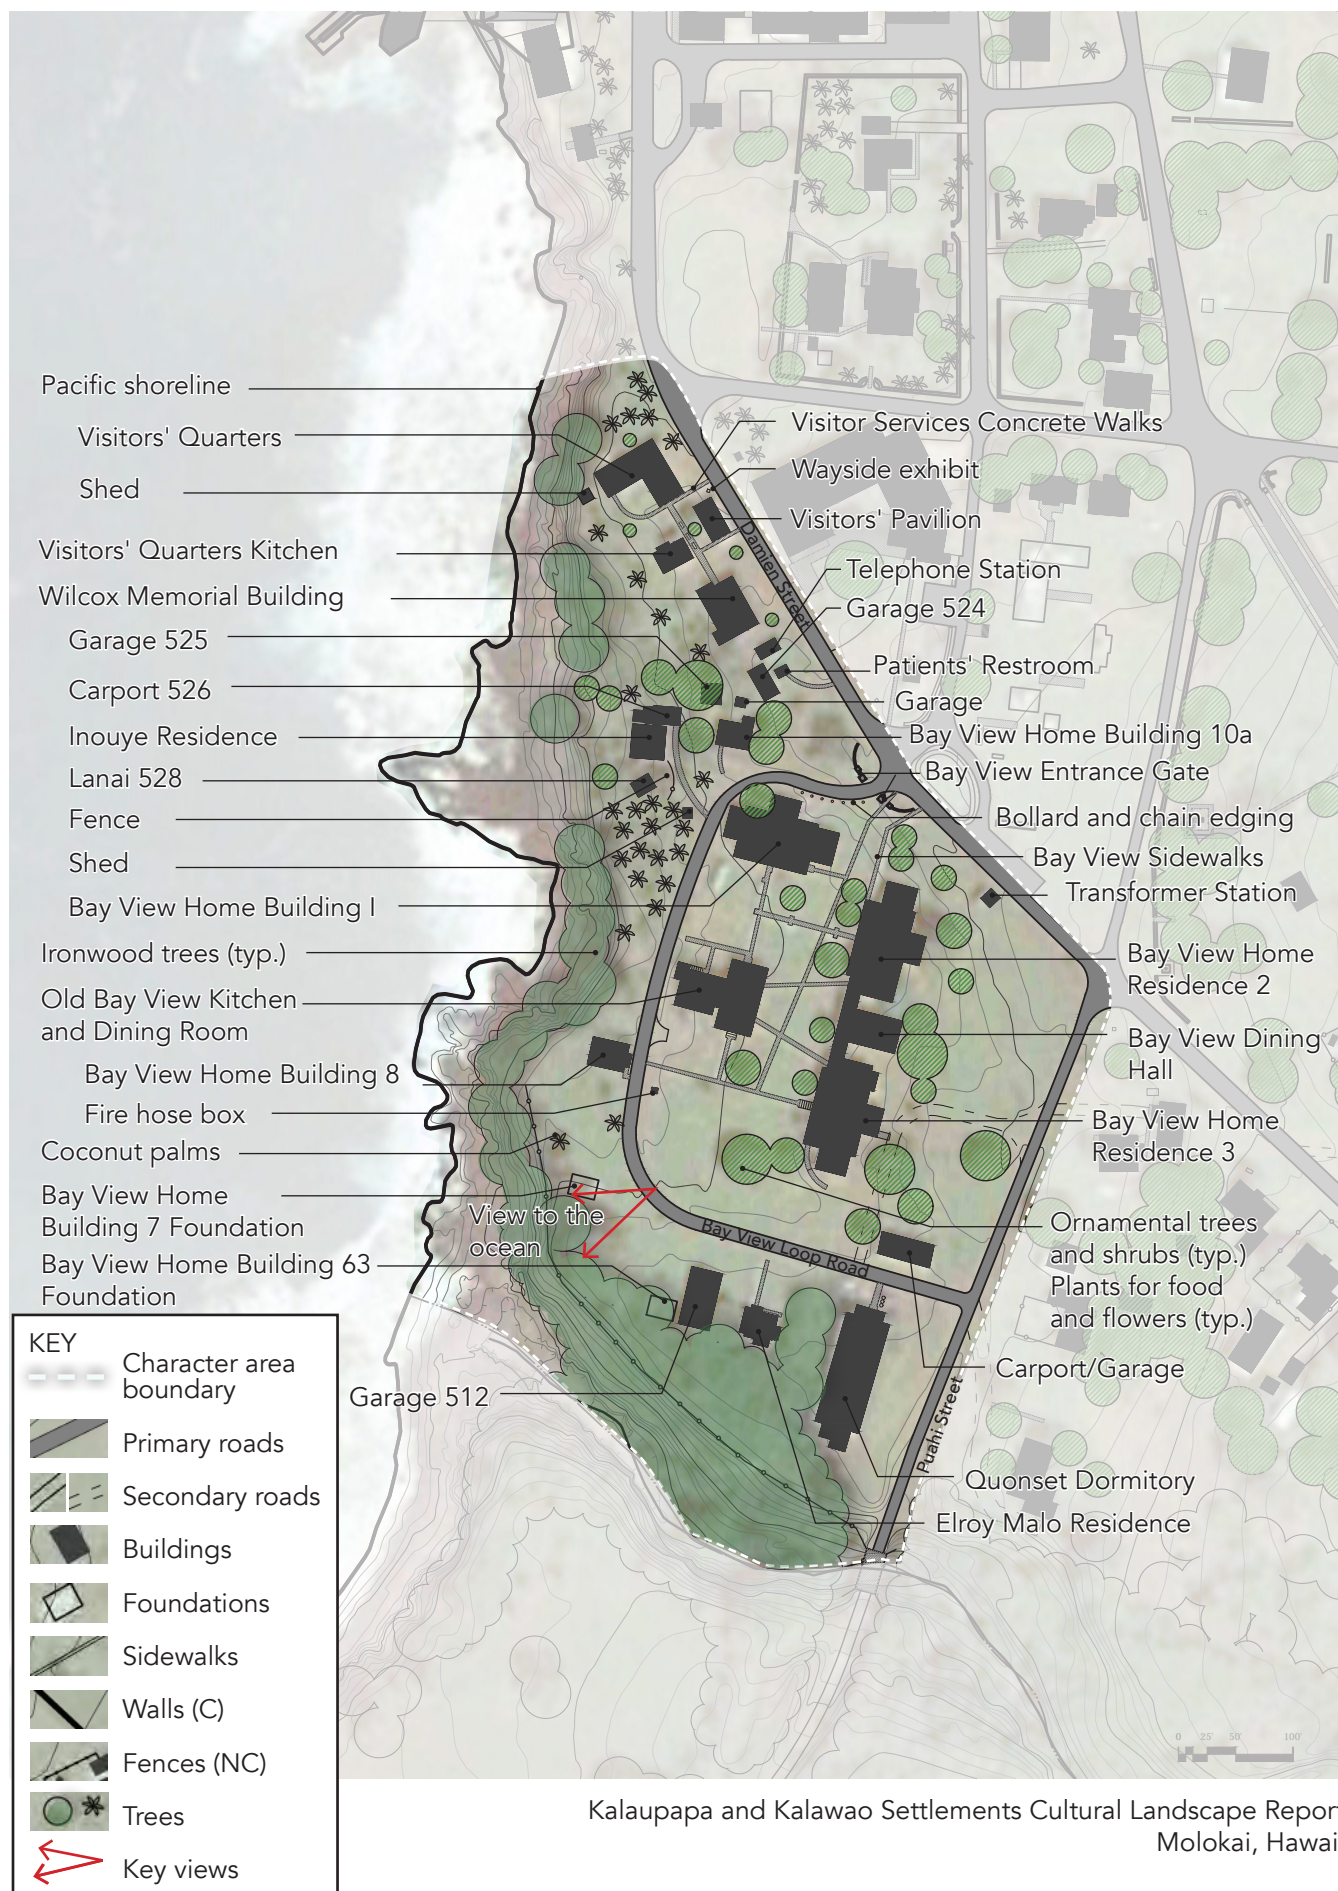 Pacific shoreline
Visitors' Quarters
Shed
Visitors' Quarters Kitchen
Wilcox Memorial Building
Garage 525
Carport 526
Inouye Residence
Lanai 528
Fence
Shed
Bay View Home Building I
Ironwood trees (typ.)
Old Bay View Kitchen
and Dining Room
Bay View Home Building 8
Fire hose box
Coconut palms
Bay View Home
Building 7 Foundation
Bay View Home Building 63
Foundation
Garage 512
View to the
ocean
Visitor Services Concrete Walks
Wayside exhibit
Visitors' Pavilion
Telephone Station
Garage 524
Patients' Restroom
Garage
Bay View Home Building 10a
Bay View Entrance Gate
Bollard and chain edging
Bay View Sidewalks
Transformer Station
Bay View Home
Residence 2
Bay View Dining
Hall
Bay View Home
Residence 3
Ornamental trees
and shrubs (typ.)
Plants for food
and flowers (typ.)
Carport/Garage
Quonset Dormitory
Elroy Malo Residence
Damien Street
Bay View Loop Road
Puahi Street
KEY
Character area
boundary
Primary roads
Secondary roads
Buildings
Foundations
Sidewalks
Walls (C)
Fences (NC)
Trees
Key views
0 25' 50' 100'
Kalaupapa and Kalawao Settlements Cultural Landscape Repor
Molokai, Hawai